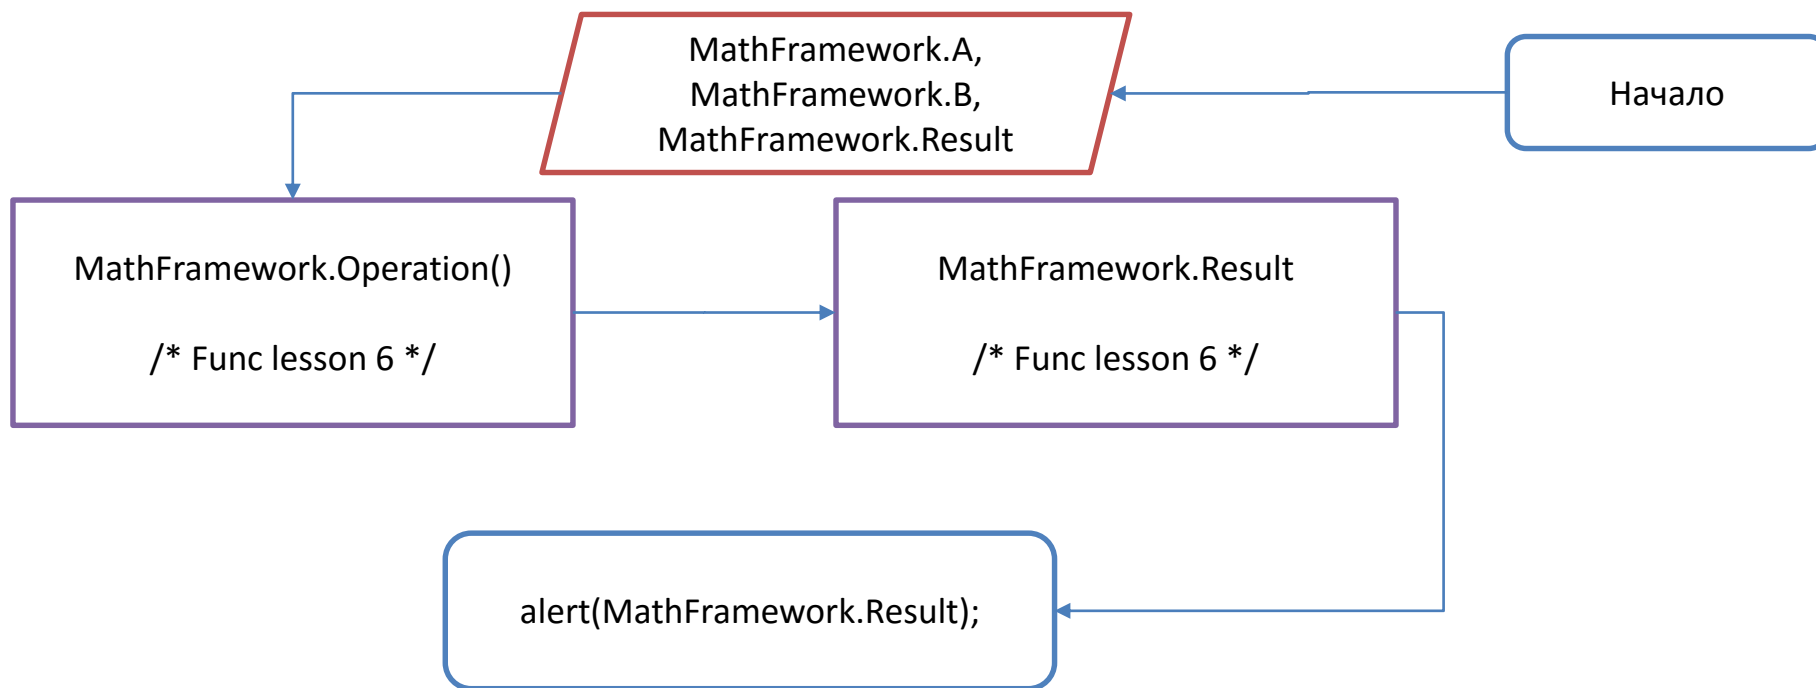 Начало
MathFramework.A,
MathFramework.B,
MathFramework.Result
MathFramework.Operation()
/* Func lesson 6 */
MathFramework.Result
/* Func lesson 6 */
alert(MathFramework.Result);